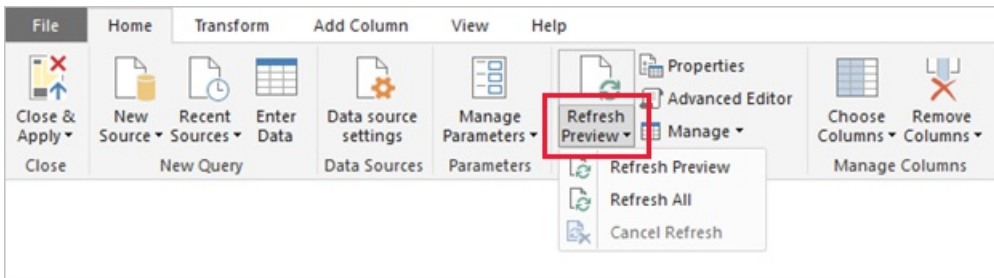 File Home Transform Add Column View Help
Close &
Apply
New
Source
Recent
Sources
Enter
Data
Data source
settings
Manage
Parameters
Refresh
Preview
Properties
Advanced Editor
Manage
Choose
Columns
Remove
Columns
Close New Query Data Sources Parameters Manage Columns
Refresh Preview
Refresh All
Cancel Refresh